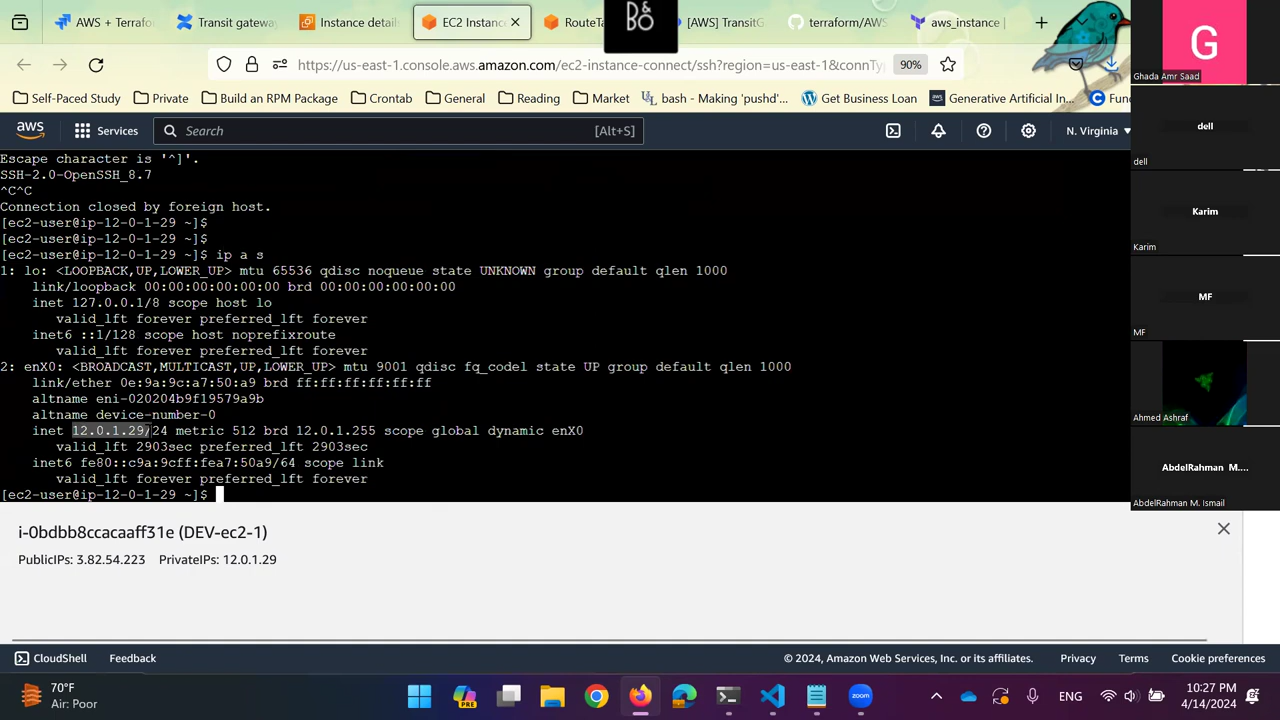 AWS + Terrafo
Transit gatewa
Instance detail
EC2 Instanc
RouteTa
[AWS] TransitG
terraform/AWS
aws_instance |
D&
BO
https://us-east-1.console.aws.amazon.com/ec2-instance-connect/ssh?region=us-east-1&connTy
90%
Self-Paced Study
Private
Build an RPM Package
Crontab
General
Reading
Market
bash - Making 'pushd'...
Get Business Loan
Generative Artificial In...
Fund
aws
Services
Search
[Alt+S]
N. Virginia
Escape character is '^]'.
SSH-2.0-OpenSSH_8.7
^C^C
Connection closed by foreign host.
[ec2-user@ip-12-0-1-29 ~]$
[ec2-user@ip-12-0-1-29 ~]$
[ec2-user@ip-12-0-1-29 ~]$ ip a s
1: lo: <LOOPBACK,UP,LOWER_UP> mtu 65536 qdisc noqueue state UNKNOWN group default qlen 1000
link/loopback 00:00:00:00:00:00 brd 00:00:00:00:00:00
inet 127.0.0.1/8 scope host lo
valid_lft forever preferred_lft forever
inet6 ::1/128 scope host noprefixroute
valid_lft forever preferred_lft forever
2: enX0: <BROADCAST,MULTICAST,UP,LOWER_UP> mtu 9001 qdisc fq_codel state UP group default qlen 1000
link/ether 0e:9a:9c:a7:50:a9 brd ff:ff:ff:ff:ff:ff
altname eni-020204b9f19579a9b
altname device-number-0
inet 12.0.1.29/24 metric 512 brd 12.0.1.255 scope global dynamic enX0
valid_lft 2903sec preferred_lft 2903sec
inet6 fe80::c9a:9cff:fea7:50a9/64 scope link
valid_lft forever preferred_lft forever
[ec2-user@ip-12-0-1-29 ~]$
i-0bdbb8ccacaaff31e (DEV-ec2-1)
PublicIPs: 3.82.54.223 PrivateIPs: 12.0.1.29
CloudShell
Feedback
© 2024, Amazon Web Services, Inc. or its affiliates.
Privacy
Terms
Cookie preferences
70°F
Air: Poor
PRE
zoom
ENG
10:27 PM
4/14/2024
G
Ghada Amr Saad
dell
dell
Karim
Karim
MF
MF
Ahmed Ashraf
AbdelRahman M....
AbdelRahman M. Ismail